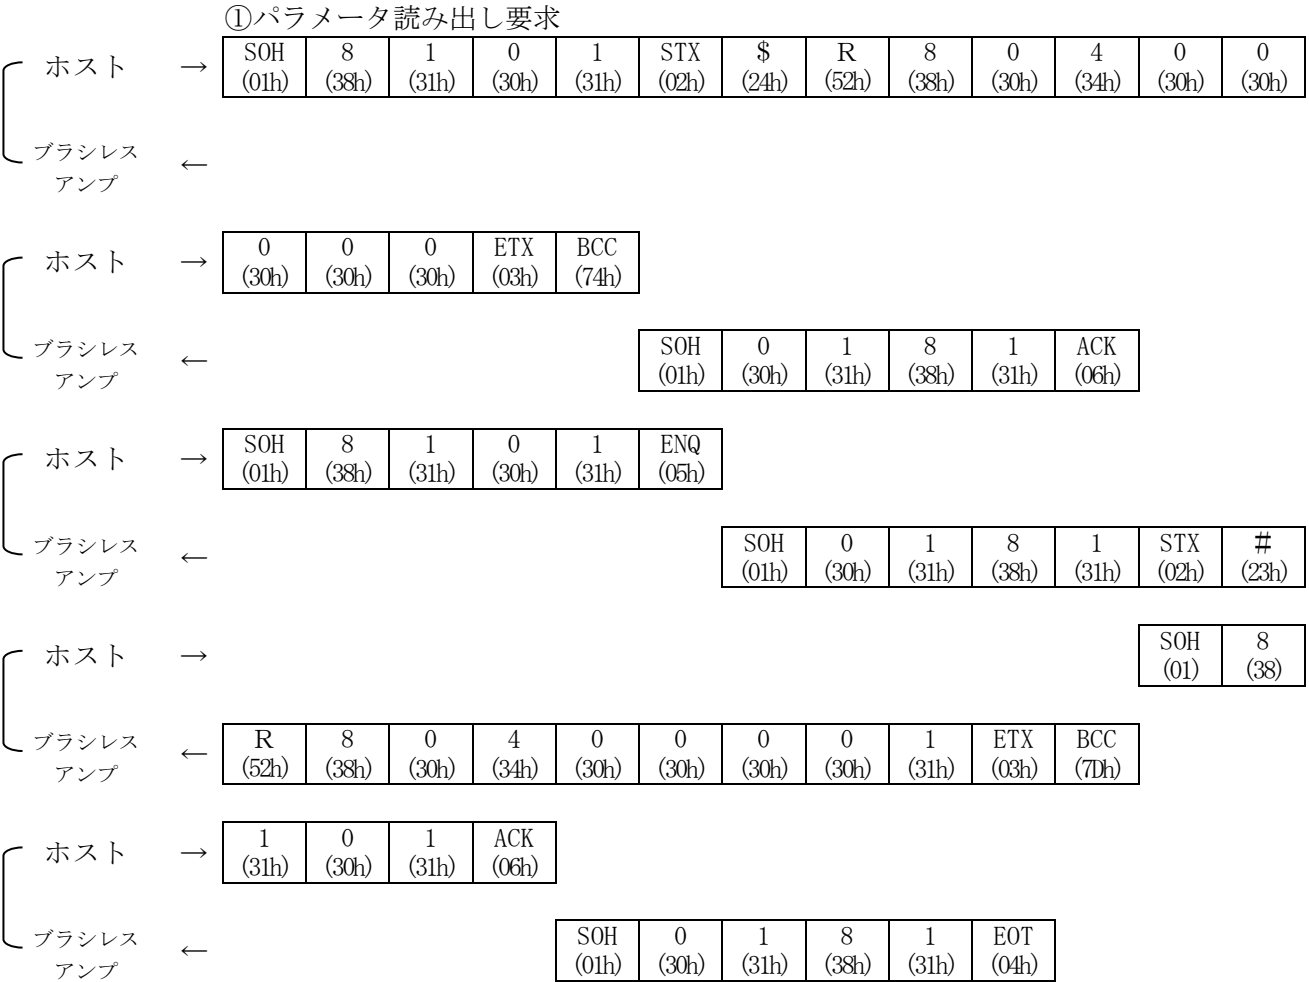 ①パラメータ読み出し要求
ホスト → SOH 8 1 0 1 STX $ R 8 0 4 0 0
(01h) (38h) (31h) (30h) (31h) (02h) (24h) (52h) (38h) (30h) (34h) (30h) (30h)
ブラシレス
アンプ ←
ホスト → 0 0 0 ETX BCC
(30h) (30h) (30h) (03h) (74h)
ブラシレス
アンプ ← SOH 0 1 8 1 ACK
(01h) (30h) (31h) (38h) (31h) (06h)
ホスト → SOH 8 1 0 1 ENQ
(01h) (38h) (31h) (30h) (31h) (05h)
ブラシレス
アンプ ← SOH 0 1 8 1 STX #
(01h) (30h) (31h) (38h) (31h) (02h) (23h)
ホスト → SOH 8
(01) (38)
ブラシレス
アンプ ← R 8 0 4 0 0 0 0 1 ETX BCC
(52h) (38h) (30h) (34h) (30h) (30h) (30h) (30h) (31h) (03h) (7Dh)
ホスト → 1 0 1 ACK
(31h) (30h) (31h) (06h)
ブラシレス
アンプ ← SOH 0 1 8 1 EOT
(01h) (30h) (31h) (38h) (31h) (04h)